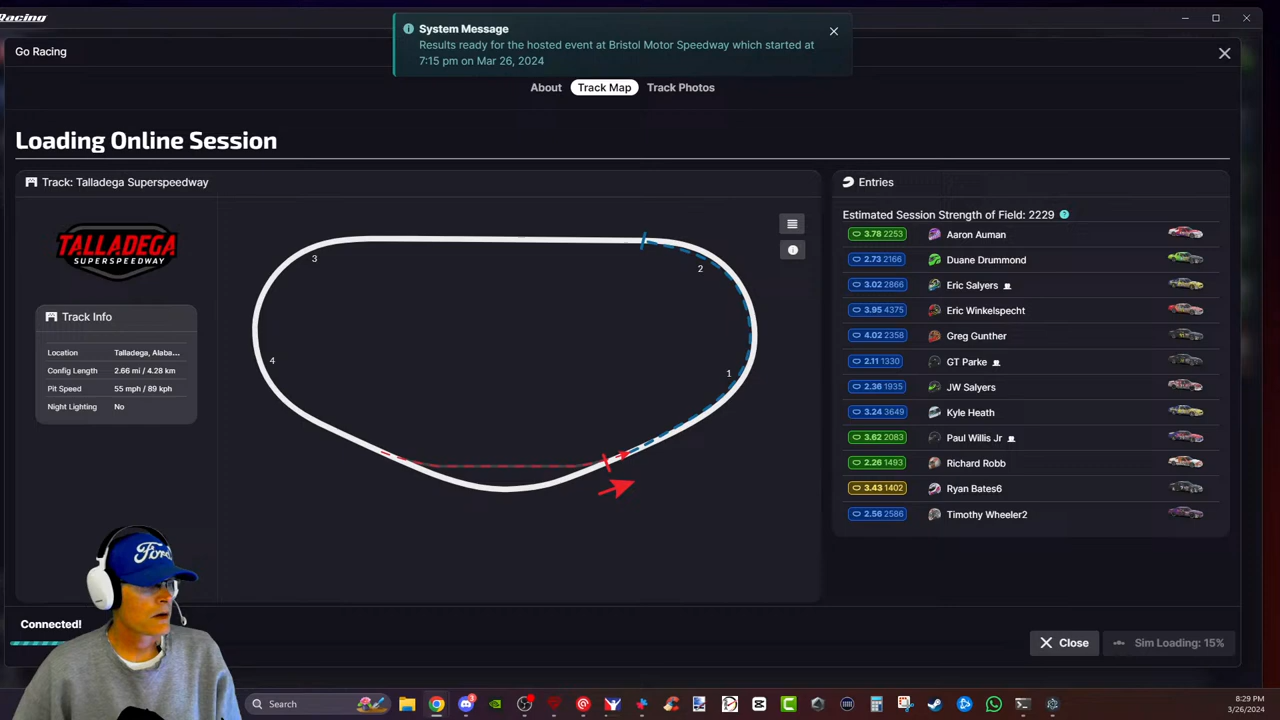 Racing
System Message
Results ready for the hosted event at Bristol Motor Speedway which started at
7:15 pm on Mar 26, 2024
Go Racing
About Track Map Track Photos
Loading Online Session
Track: Talladega Superspeedway
TALLADEGA
SUPERSPEEDWAY
Track Info
Location Talladega, Alaba...
Config Length 2.66 mi / 4.28 km
Pit Speed 55 mph / 89 kph
Night Lighting No
3
2
4
1
Entries
Estimated Session Strength of Field: 2229
3.78 2253 Aaron Auman
2.73 2166 Duane Drummond
3.02 2866 Eric Salyers
3.95 4375 Eric Winkelspecht
4.02 2358 Greg Gunther
2.11 1330 GT Parke
2.36 1935 JW Salyers
3.24 3649 Kyle Heath
3.62 2083 Paul Willis Jr
2.26 1493 Richard Robb
3.43 1402 Ryan Bates6
2.56 2586 Timothy Wheeler2
Ford
Connected!
Close
Sim Loading: 15%
Search
8:29 PM
3/26/2024